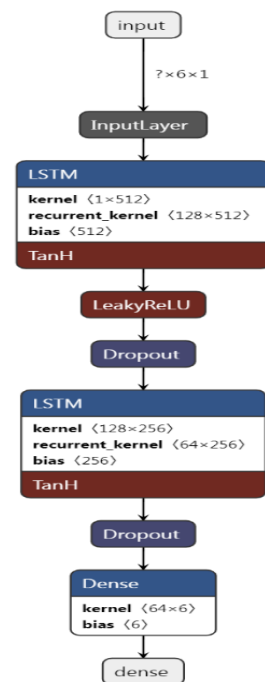 input
?×6×1
InputLayer
LSTM
kernel ⟨1×512⟩
recurrent_kernel ⟨128×512⟩
bias ⟨512⟩
TanH
LeakyReLU
Dropout
LSTM
kernel ⟨128×256⟩
recurrent_kernel ⟨64×256⟩
bias ⟨256⟩
TanH
Dropout
Dense
kernel ⟨64×6⟩
bias ⟨6⟩
dense